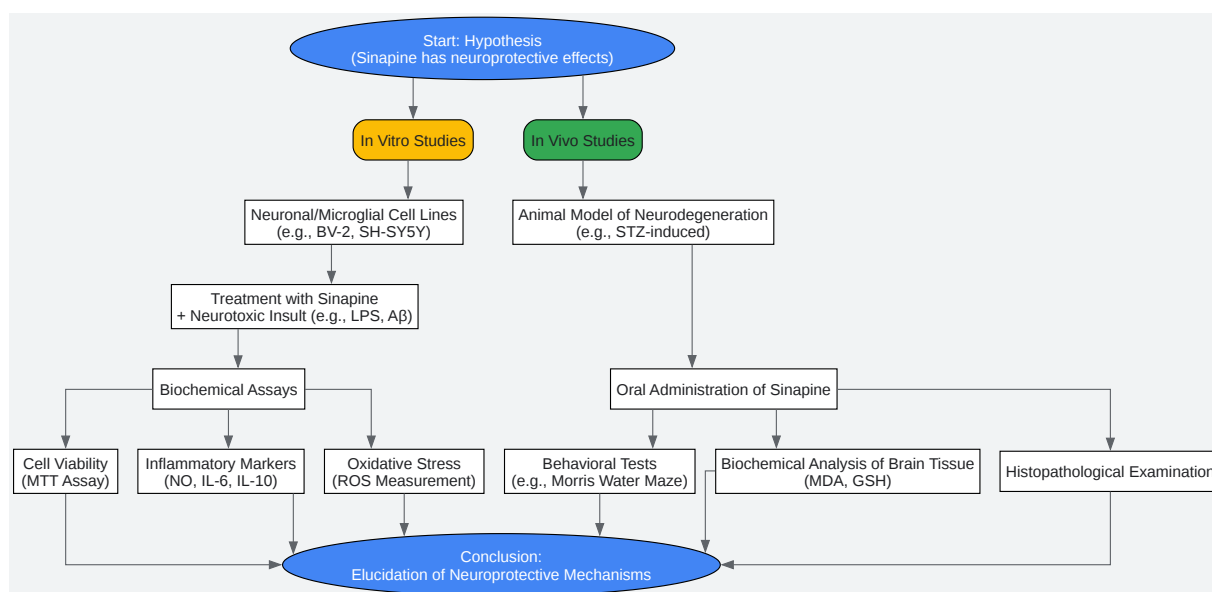 Start: Hypothesis
(Sinapine has neuroprotective effects)
In Vitro Studies
In Vivo Studies
Neuronal/Microglial Cell Lines
(e.g., BV-2, SH-SY5Y)
Animal Model of Neurodegeneration
(e.g., STZ-induced)
Treatment with Sinapine
+ Neurotoxic Insult (e.g., LPS, Aβ)
Biochemical Assays
Oral Administration of Sinapine
Cell Viability
(MTT Assay)
Inflammatory Markers
(NO, IL-6, IL-10)
Oxidative Stress
(ROS Measurement)
Behavioral Tests
(e.g., Morris Water Maze)
Biochemical Analysis of Brain Tissue
(MDA, GSH)
Histopathological Examination
Conclusion:
Elucidation of Neuroprotective Mechanisms